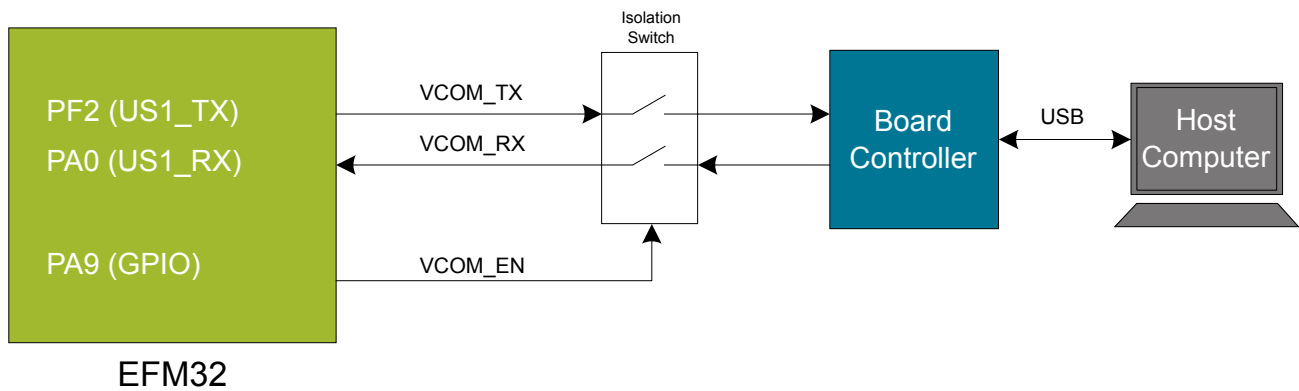 Isolation
Switch
PF2 (US1_TX)
VCOM_TX
PA0 (US1_RX)
VCOM_RX
Board
Controller
USB
Host
Computer
PA9 (GPIO)
VCOM_EN
EFM32